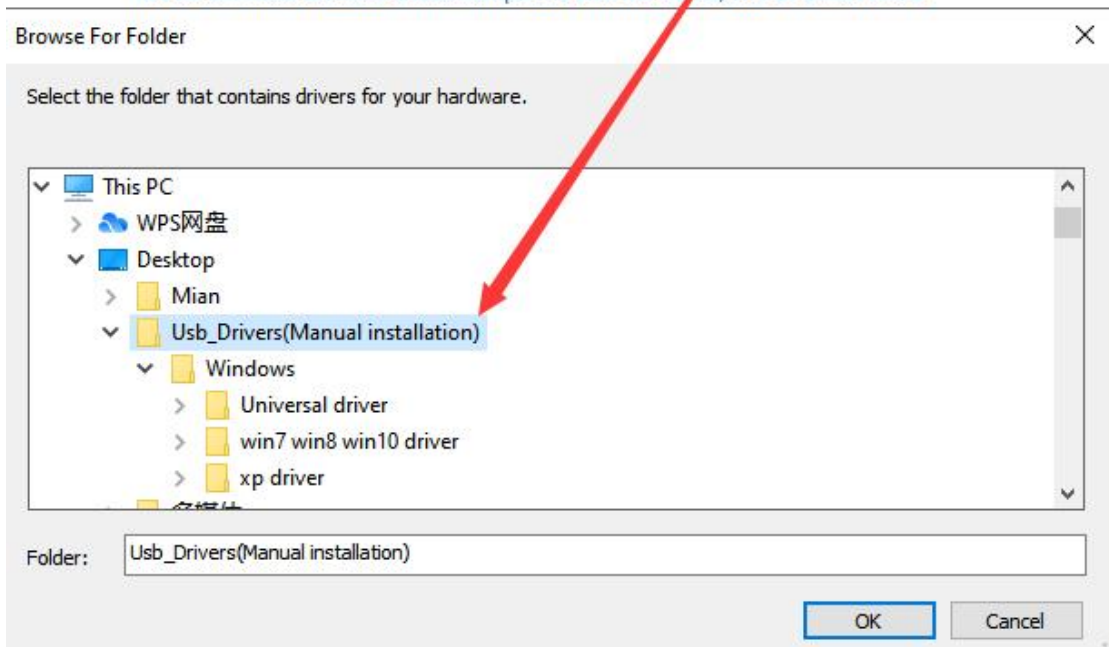 Browse For Folder
Select the folder that contains drivers for your hardware.
This PC
WPS网盘
Desktop
Mian
Usb_Drivers(Manual installation)
Windows
Universal driver
win7 win8 win10 driver
xp driver
Folder: Usb_Drivers(Manual installation)
OK Cancel